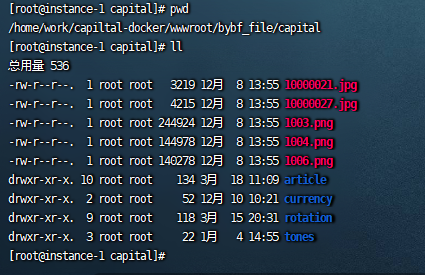 [root@instance-1 capital]# pwd
/home/work/capiltal-docker/wwwroot/bybf_file/capital
[root@instance-1 capital]# ll
总用量 536
-rw-r--r--. 1 root root 3219 12月 8 13:55 10000021.jpg
-rw-r--r--. 1 root root 4215 12月 8 13:55 10000027.jpg
-rw-r--r--. 1 root root 244924 12月 8 13:55 1003.png
-rw-r--r--. 1 root root 144978 12月 8 13:55 1004.png
-rw-r--r--. 1 root root 140278 12月 8 13:55 1006.png
drwxr-xr-x. 10 root root 134 3月 18 11:09 article
drwxr-xr-x. 2 root root 52 12月 10 10:21 currency
drwxr-xr-x. 9 root root 118 3月 15 20:31 rotation
drwxr-xr-x. 3 root root 22 1月 4 14:55 tones
[root@instance-1 capital]#